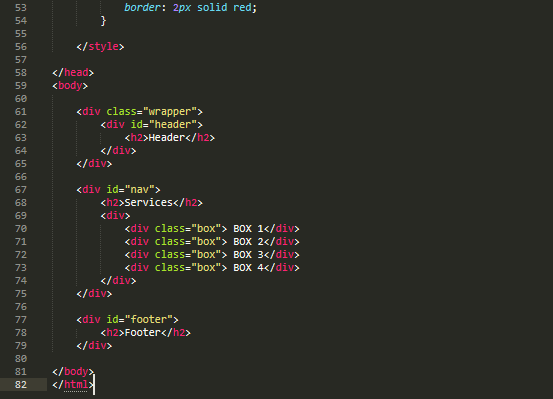 53 border: 2px solid red;
54 }
55
56 </style>
57
58 </head>
59 <body>
60
61 <div class="wrapper">
62 <div id="header">
63 <h2>Header</h2>
64 </div>
65 </div>
66
67 <div id="nav">
68 <h2>Services</h2>
69 <div>
70 <div class="box"> BOX 1</div>
71 <div class="box"> BOX 2</div>
72 <div class="box"> BOX 3</div>
73 <div class="box"> BOX 4</div>
74 </div>
75 </div>
76
77 <div id="footer">
78 <h2>Footer</h2>
79 </div>
80
81 </body>
82 </html>